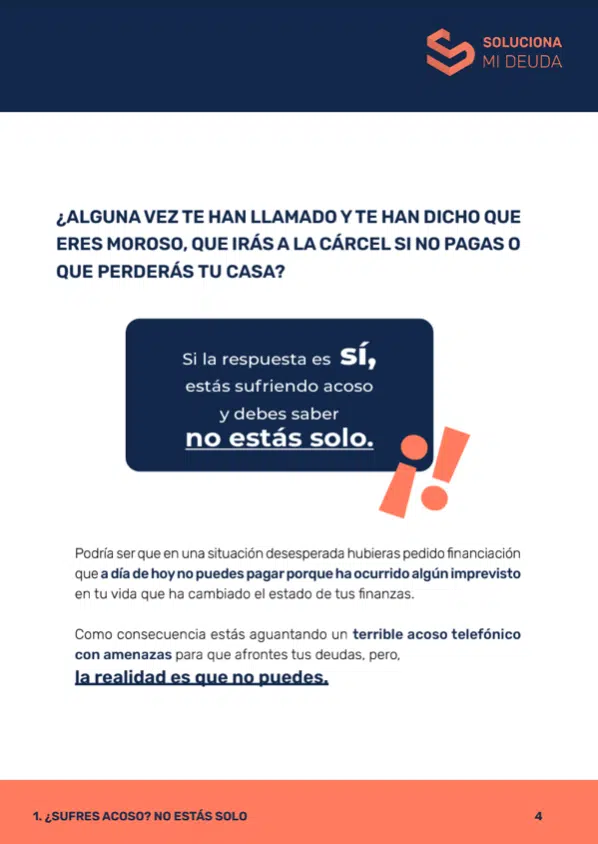 SOLUCIONA
MI DEUDA
¿ALGUNA VEZ TE HAN LLAMADO Y TE HAN DICHO QUE
ERES MOROSO, QUE IRÁS A LA CÁRCEL SI NO PAGAS O
QUE PERDERÁS TU CASA?
Si la respuesta es sí,
estás sufriendo acoso
y debes saber
no estás solo.
¡!
Podría ser que en una situación desesperada hubieras pedido financiación
que a día de hoy no puedes pagar porque ha ocurrido algún imprevisto
en tu vida que ha cambiado el estado de tus finanzas.
Como consecuencia estás aguantando un terrible acoso telefónico
con amenazas para que afrontes tus deudas, pero,
la realidad es que no puedes.
1. ¿SUFRES ACOSO? NO ESTÁS SOLO 4